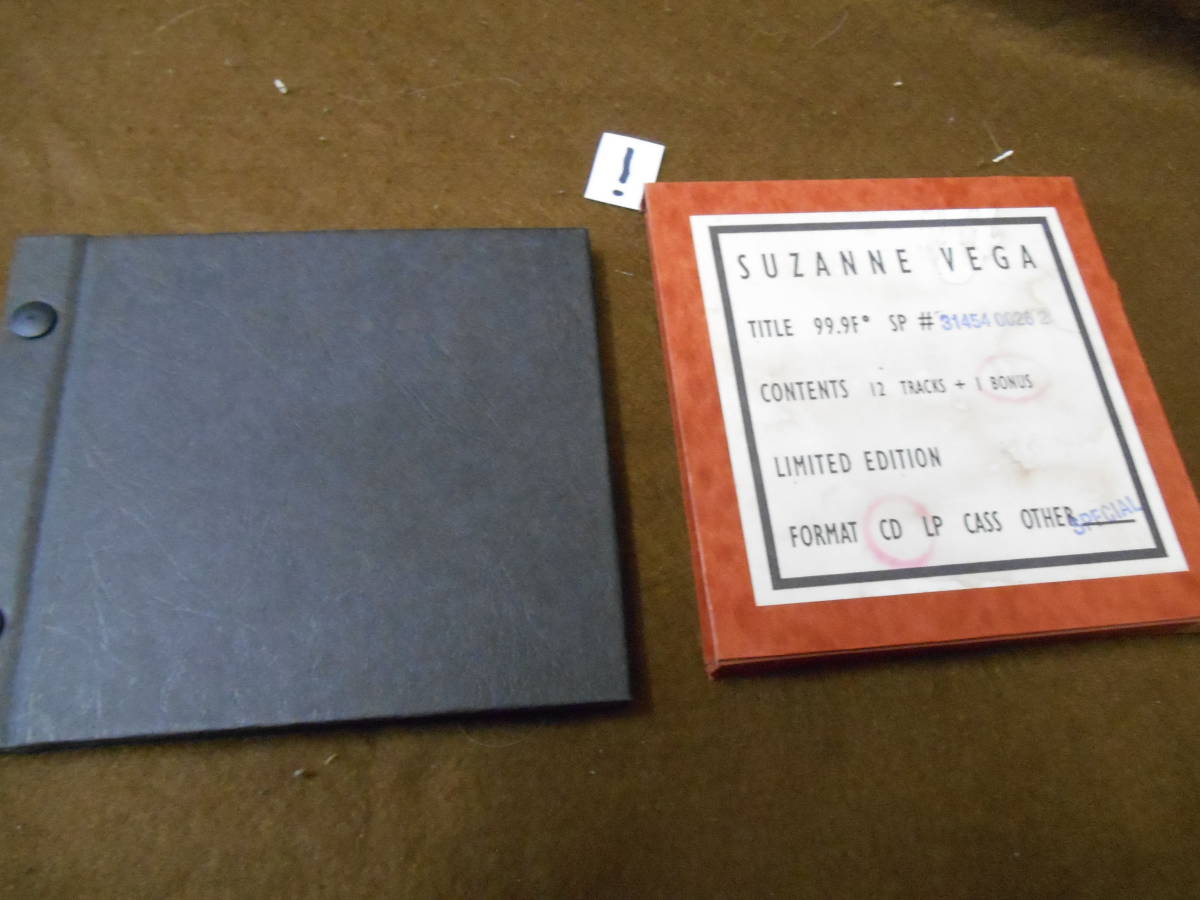 !
SUZANNE VEGA
TITLE 99.9F° SP # 31454 0026 2
CONTENTS 12 TRACKS + 1 BONUS
LIMITED EDITION
FORMAT CD LP CASS OTHER SPECIAL